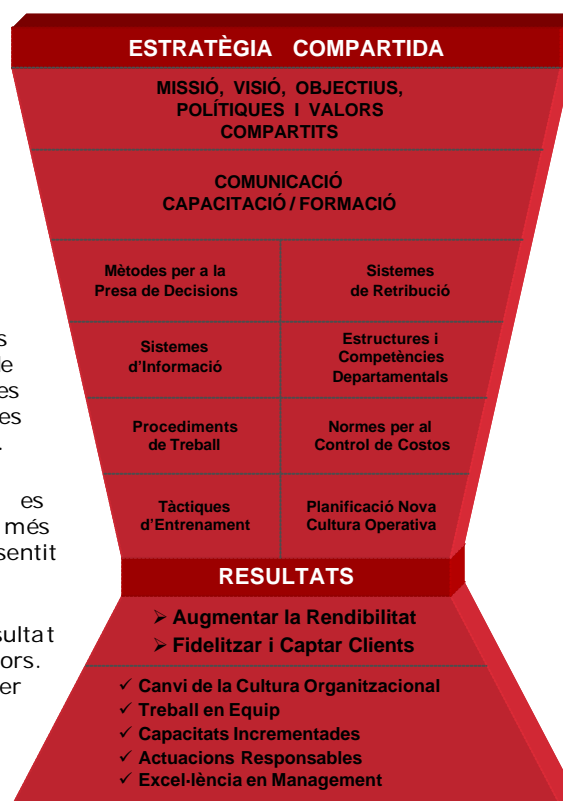 ESTRATÈGIA COMPARTIDA
MISSIÓ, VISIÓ, OBJECTIUS,
POLÍTIQUES I VALORS
COMPARTITS
COMUNICACIÓ
CAPACITACIÓ / FORMACIÓ
Mètodes per a la
Presa de Decisions
Sistemes
de Retribució
Sistemes
d'Informació
Estructures i
Competències
Departamentals
Procediments
de Treball
Normes per al
Control de Costos
Tàctiques
d'Entrenament
Planificació Nova
Cultura Operativa
RESULTATS
➢ Augmentar la Rendibilitat
➢ Fidelitzar i Captar Clients
✓ Canvi de la Cultura Organitzacional
✓ Treball en Equip
✓ Capacitats Incrementades
✓ Actuacions Responsables
✓ Excel-lència en Management
es
més
sentit